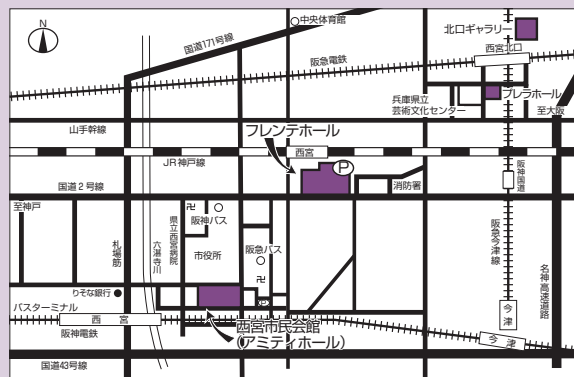 N
中央体育館
国道171号線
阪急電鉄
北口ギャラリー
西宮北口
兵庫県立
芸術文化センター
プレラホール
至大阪
山手幹線
フレンテホール
西宮
P
JR神戸線
阪神国道
国道2号線
消防署
至神戸
札場筋
六湛寺川
県立西宮病院
卍
阪神バス
市役所
阪急バス
卍
阪急今津線
名神高速道路
りそな銀行
バスターミナル
西宮
阪神電鉄
西宮市民会館
(アミティホール)
今津
今津
国道43号線